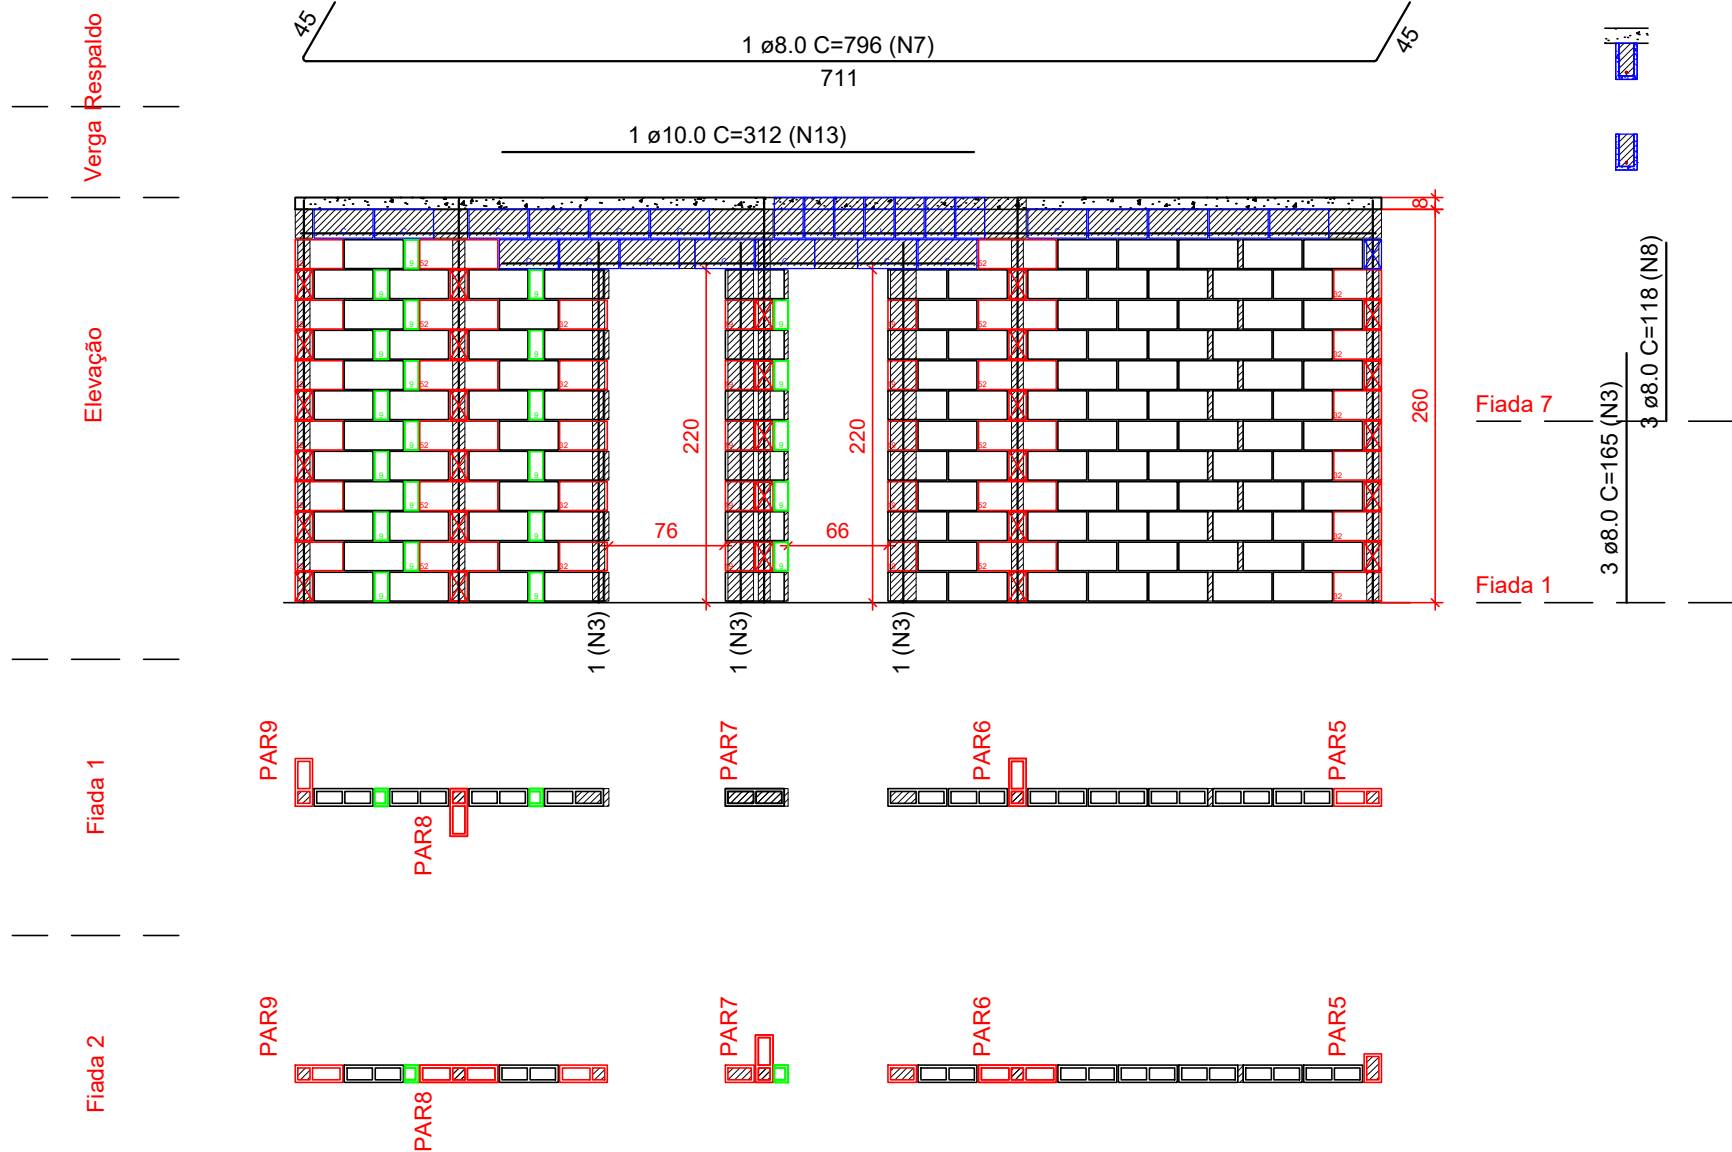 45
1 ø8.0 C=796 (N7)
45
711
Respaldo
1 ø10.0 C=312 (N13)
Verga
8
Elevação
220
220
260
76
66
Fiada 7
3 ø8.0 C=165 (N3)
3 ø8.0 C=118 (N8)
Fiada 1
1 (N3)
1 (N3)
1 (N3)
Fiada 1
PAR9
PAR8
PAR7
PAR6
PAR5
Fiada 2
PAR9
PAR8
PAR7
PAR6
PAR5